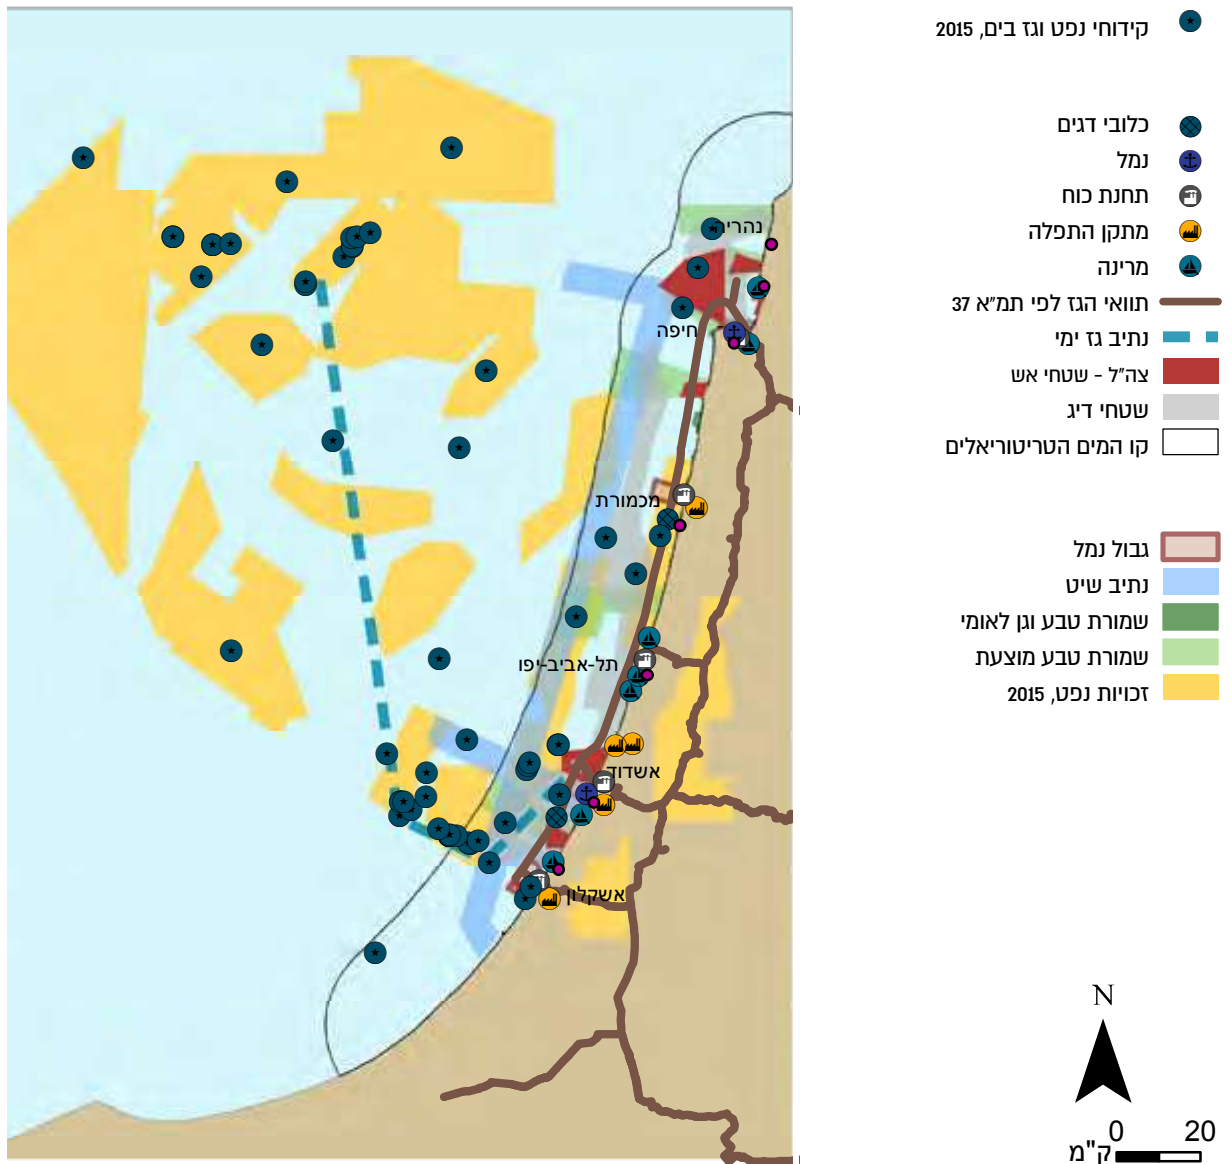 קידוחי נפט וגז בים, 2015
כלובי דגים
נמל
תחנת כוח
מתקן התפלה
מרינה
תוואי הגז לפי תמ"א 37
נתיב גז ימי
צה"ל - שטחי אש
שטחי דיג
קו המים הטריטוריאלים
גבול נמל
נתיב שיט
שמורת טבע וגן לאומי
שמורת טבע מוצעת
זכויות נפט, 2015
נהריה
חיפה
מכמורת
תל-אביב-יפו
אשדוד
אשקלון
N
0 20
ק"מ